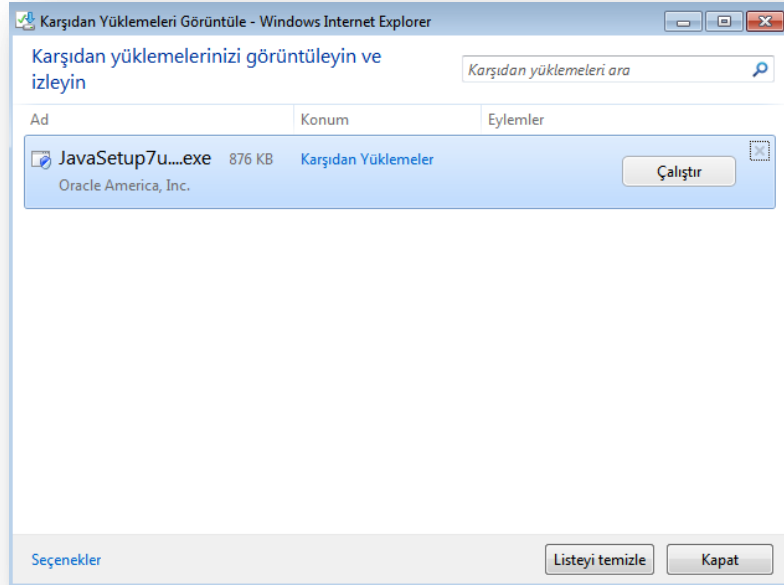 Karşıdan Yüklemeleri Görüntüle - Windows Internet Explorer
Karşıdan yüklemelerinizi görüntüleyin ve
izleyin
Karşıdan yüklemeleri ara
Ad Konum Eylemler
JavaSetup7u....exe 876 KB Karşıdan Yüklemeler
Çalıştır
Oracle America, Inc.
Seçenekler Listeyi temizle Kapat